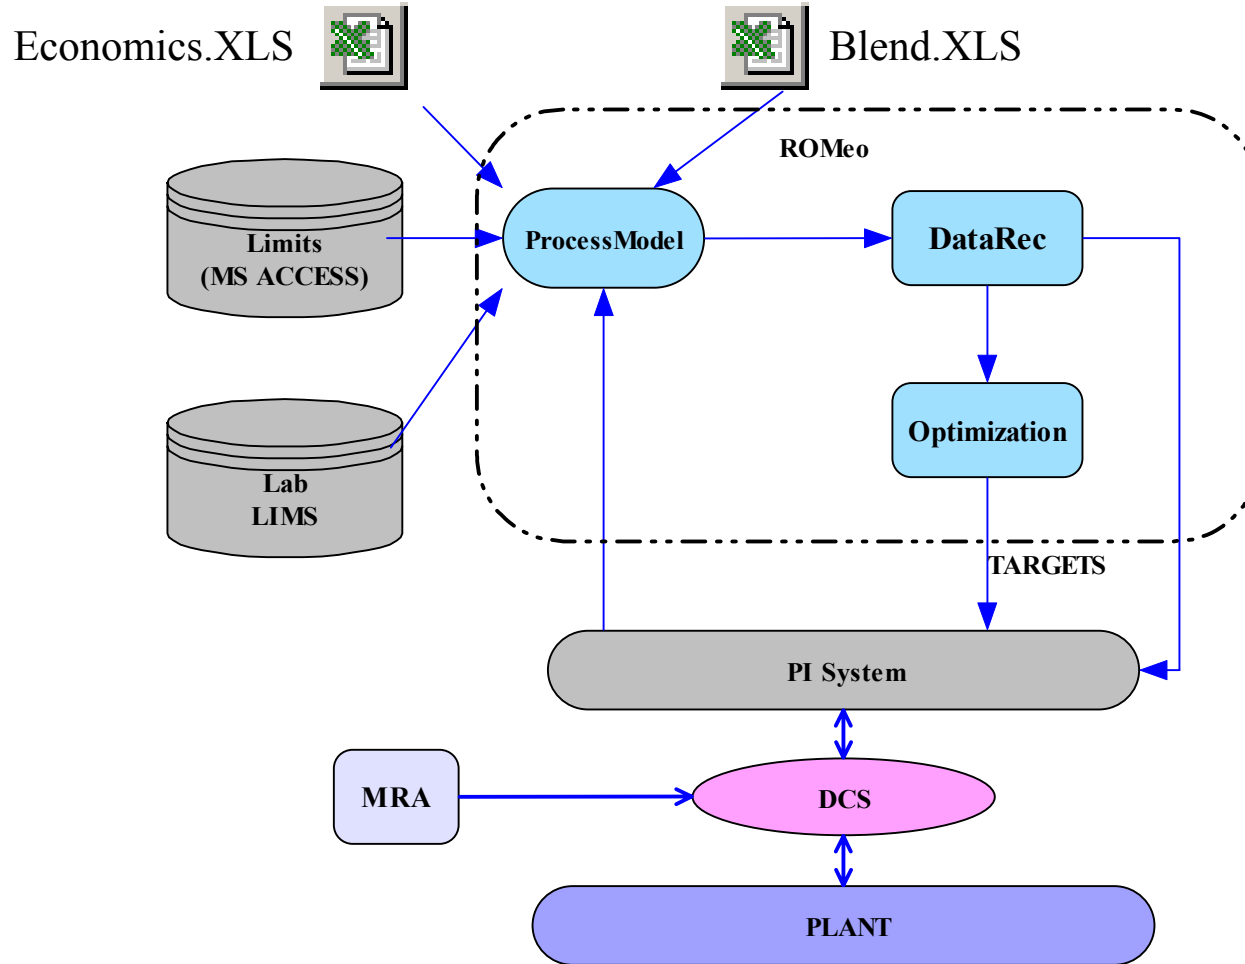 Economics.XLS
Blend.XLS
ROMeo
Limits
(MS ACCESS)
ProcessModel
DataRec
Optimization
Lab
LIMS
TARGETS
PI System
MRA
DCS
PLANT